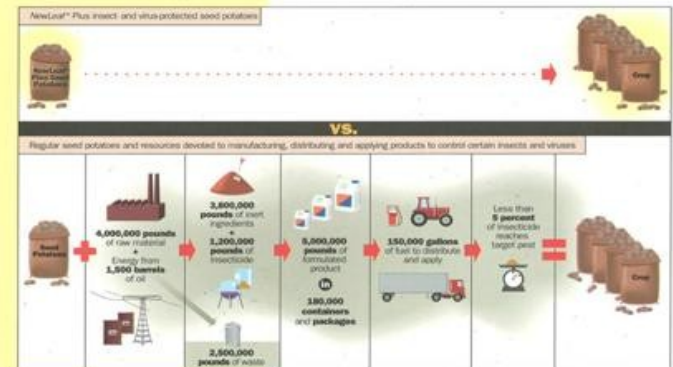 NewLeaf™ Plus insect- and virus-protected seed potatoes
NewLeaf®
Plus Seed
Potatoes
Crop
VS.
Regular seed potatoes and resources devoted to manufacturing, distributing and applying products to control certain insects and viruses
Seed
Potatoes
4,000,000 pounds
of raw material
+
Energy from
1,500 barrels
of oil
3,800,000
pounds of inert
ingredients
+
1,200,000
pounds of
insecticide
2,500,000
pounds of waste
5,000,000
pounds of
formulated
product
in
180,000
containers
and packages
150,000 gallons
of fuel to distribute
and apply
Less than
5 percent
of insecticide
reaches
target pest
Crop